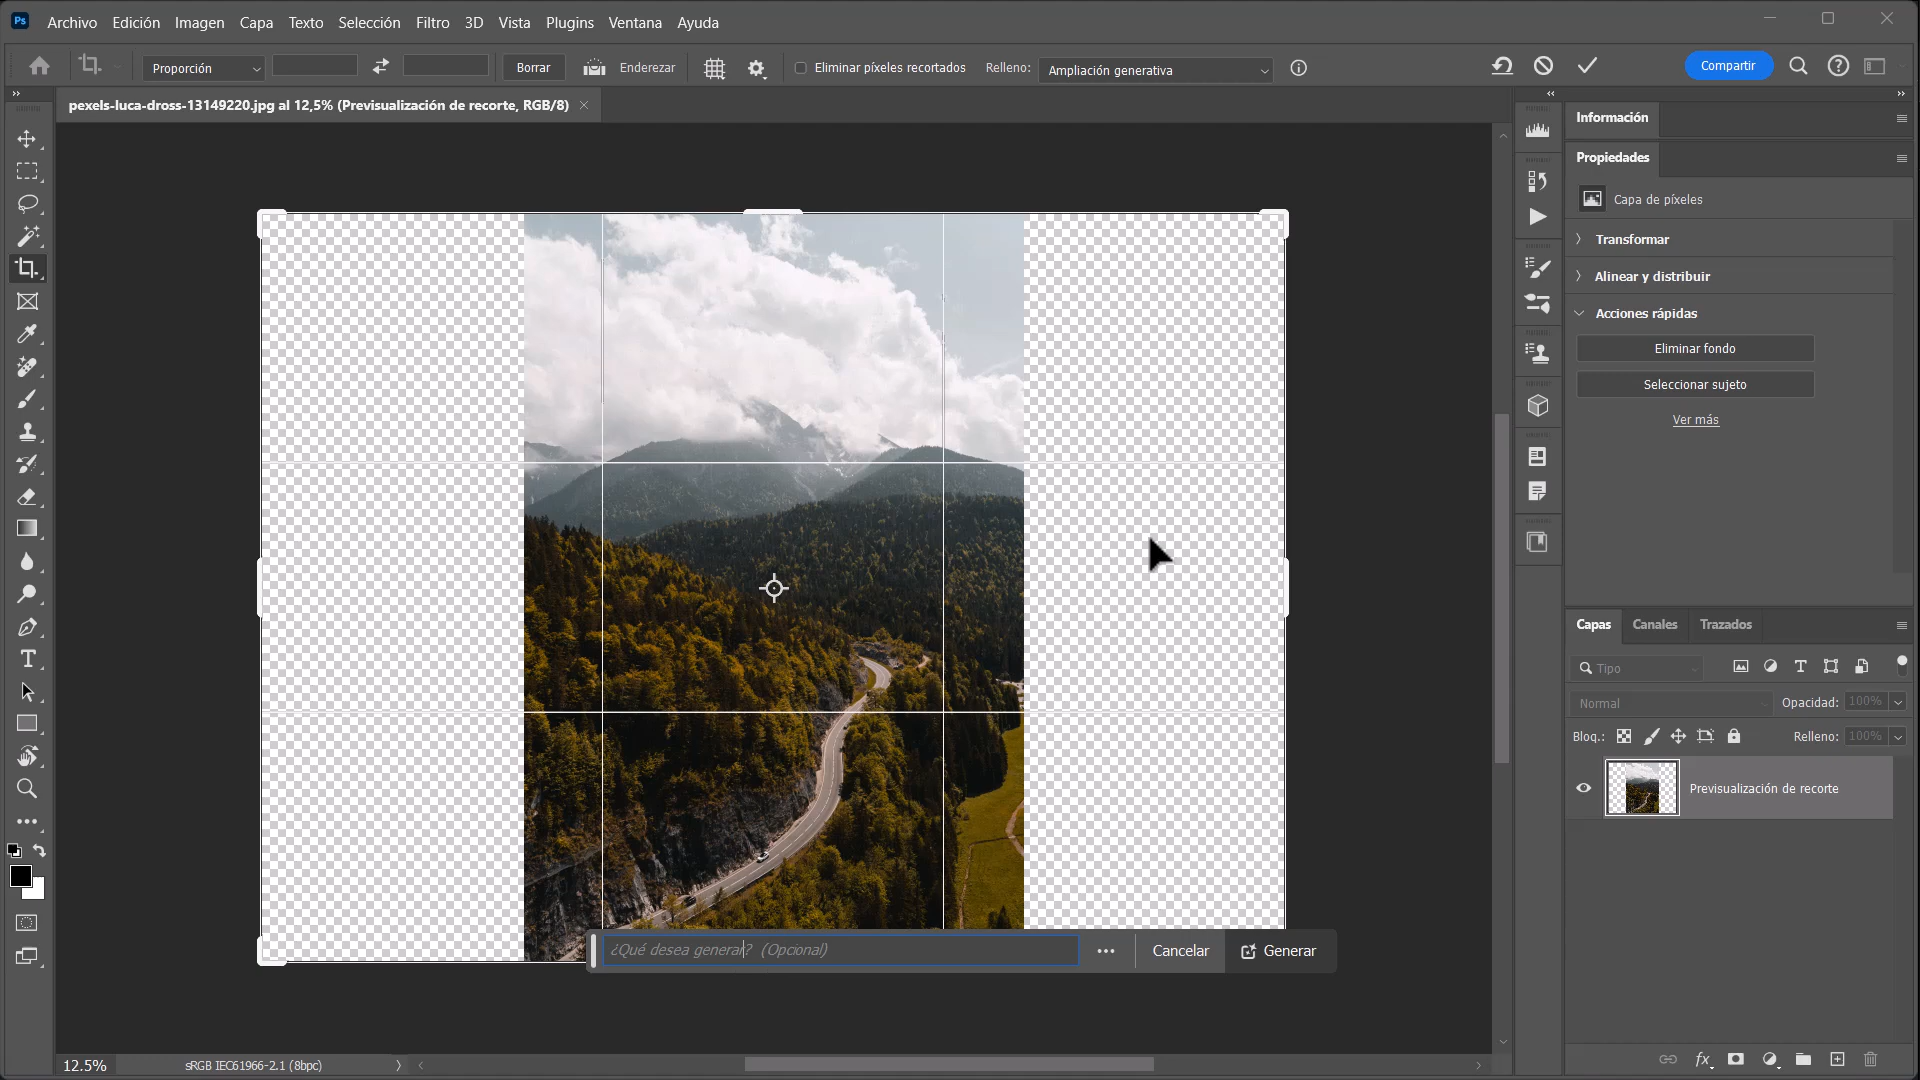 Ps
Archivo Edición Imagen Capa Texto Selección Filtro 3D Vista Plugins Ventana Ayuda
Proporción Borrar Enderezar Eliminar píxeles recortados Relleno: Ampliación generativa Compartir
pexels-luca-dross-13149220.jpg al 12,5% (Previsualización de recorte, RGB/8)
Información
Propiedades
Capa de píxeles
Transformar
Alinear y distribuir
Acciones rápidas
Eliminar fondo
Seleccionar sujeto
Ver más
Capas Canales Trazados
Tipo
Normal Opacidad: 100%
Bloq.: Relleno: 100%
Previsualización de recorte
¿Qué desea generar? (Opcional) Cancelar Generar
12.5% sRGB IEC61966-2.1 (8bpc)
fx